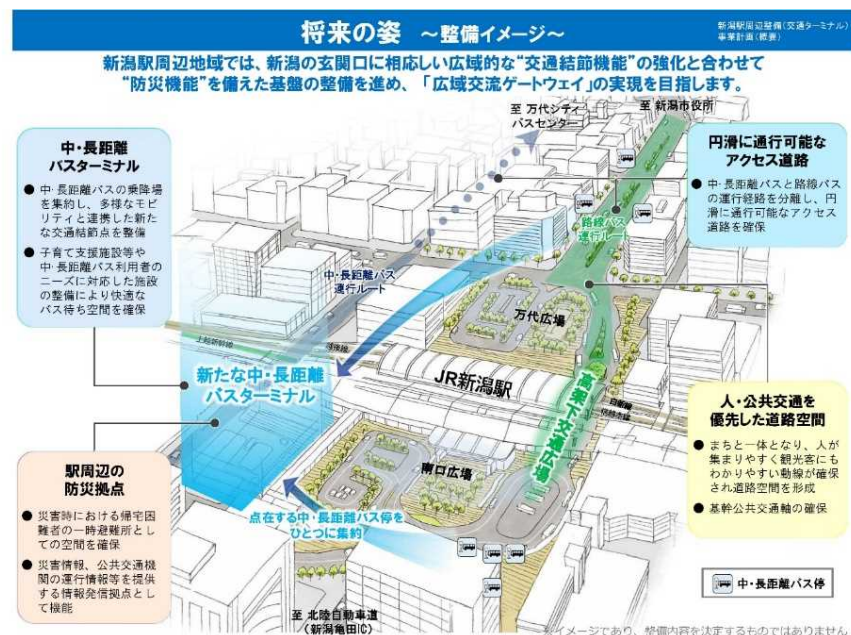 将来の姿 ～整備イメージ～
新潟駅周辺整備(交通ターミナル)
事業計画(概要)
新潟駅周辺地域では、新潟の玄関口に相応しい広域的な“交通結節機能”の強化と合わせて
“防災機能”を備えた基盤の整備を進め、「広域交流ゲートウェイ」の実現を目指します。
至 万代シティ
バスセンター
至 新潟市役所
中・長距離
バスターミナル
● 中・長距離バスの乗降場
を集約し、多様なモビ
リティと連携した新た
な交通結節点を整備
● 子育て支援施設等や
中・長距離バス利用者の
ニーズに対応した施設
の整備により快適な
バス待ち空間を確保
円滑に通行可能な
アクセス道路
● 中・長距離バスと路線バス
の運行経路を分離し、円
滑に通行可能なアクセス
道路を確保
路線バス
運行ルート
中・長距離バス
運行ルート
万代広場
上越新幹線
新たな中・長距離
バスターミナル
JR新潟駅
白新線
信越本線
高架下交通広場
南口広場
人・公共交通を
優先した道路空間
● まちと一体となり、人が
集まりやすく観光客にも
わかりやすい動線が確保
され道路空間を形成
● 基幹公共交通軸の確保
駅周辺の
防災拠点
● 災害時における帰宅困
難者の一時避難所とし
ての空間を確保
● 災害情報、公共交通機
関の運行情報等を提供
する情報発信拠点とし
て機能
点在する中・長距離バス停を
ひとつに集約
中・長距離バス停
至 北陸自動車道
(新潟亀田IC)
※イメージであり、整備内容を決定するものではありません